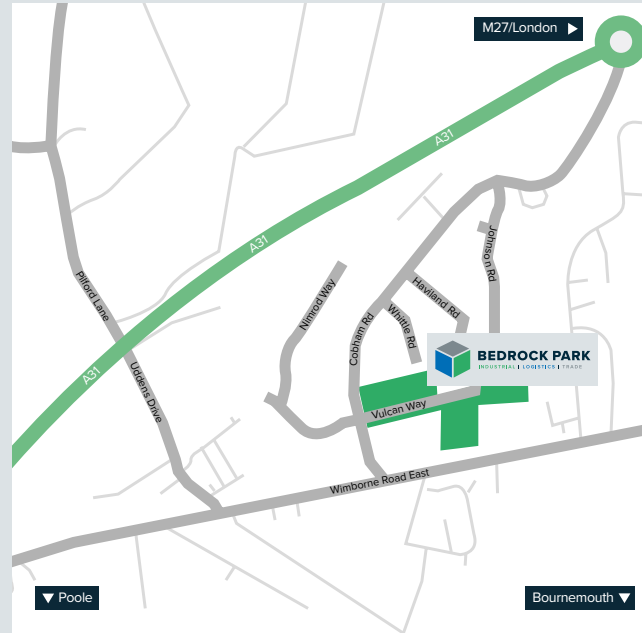 M27/London
A31
A31
A31
Johnson Rd
Haviland Rd
Whittle Rd
Cobham Rd
Nimrod Way
Pilford Lane
Uddens Drive
BEDROCK PARK
INDUSTRIAL | LOGISTICS | TRADE
Vulcan Way
Wimborne Road East
Poole
Bournemouth